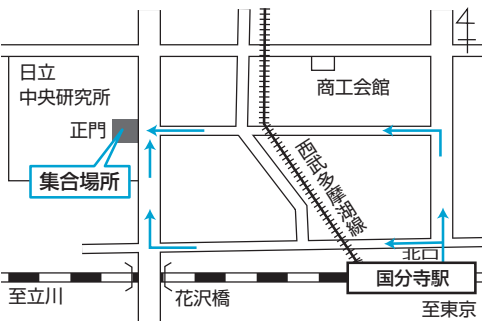 日立
中央研究所
正門
集合場所
商工会館
西武多摩湖線
北口
国分寺駅
至立川
花沢橋
至東京